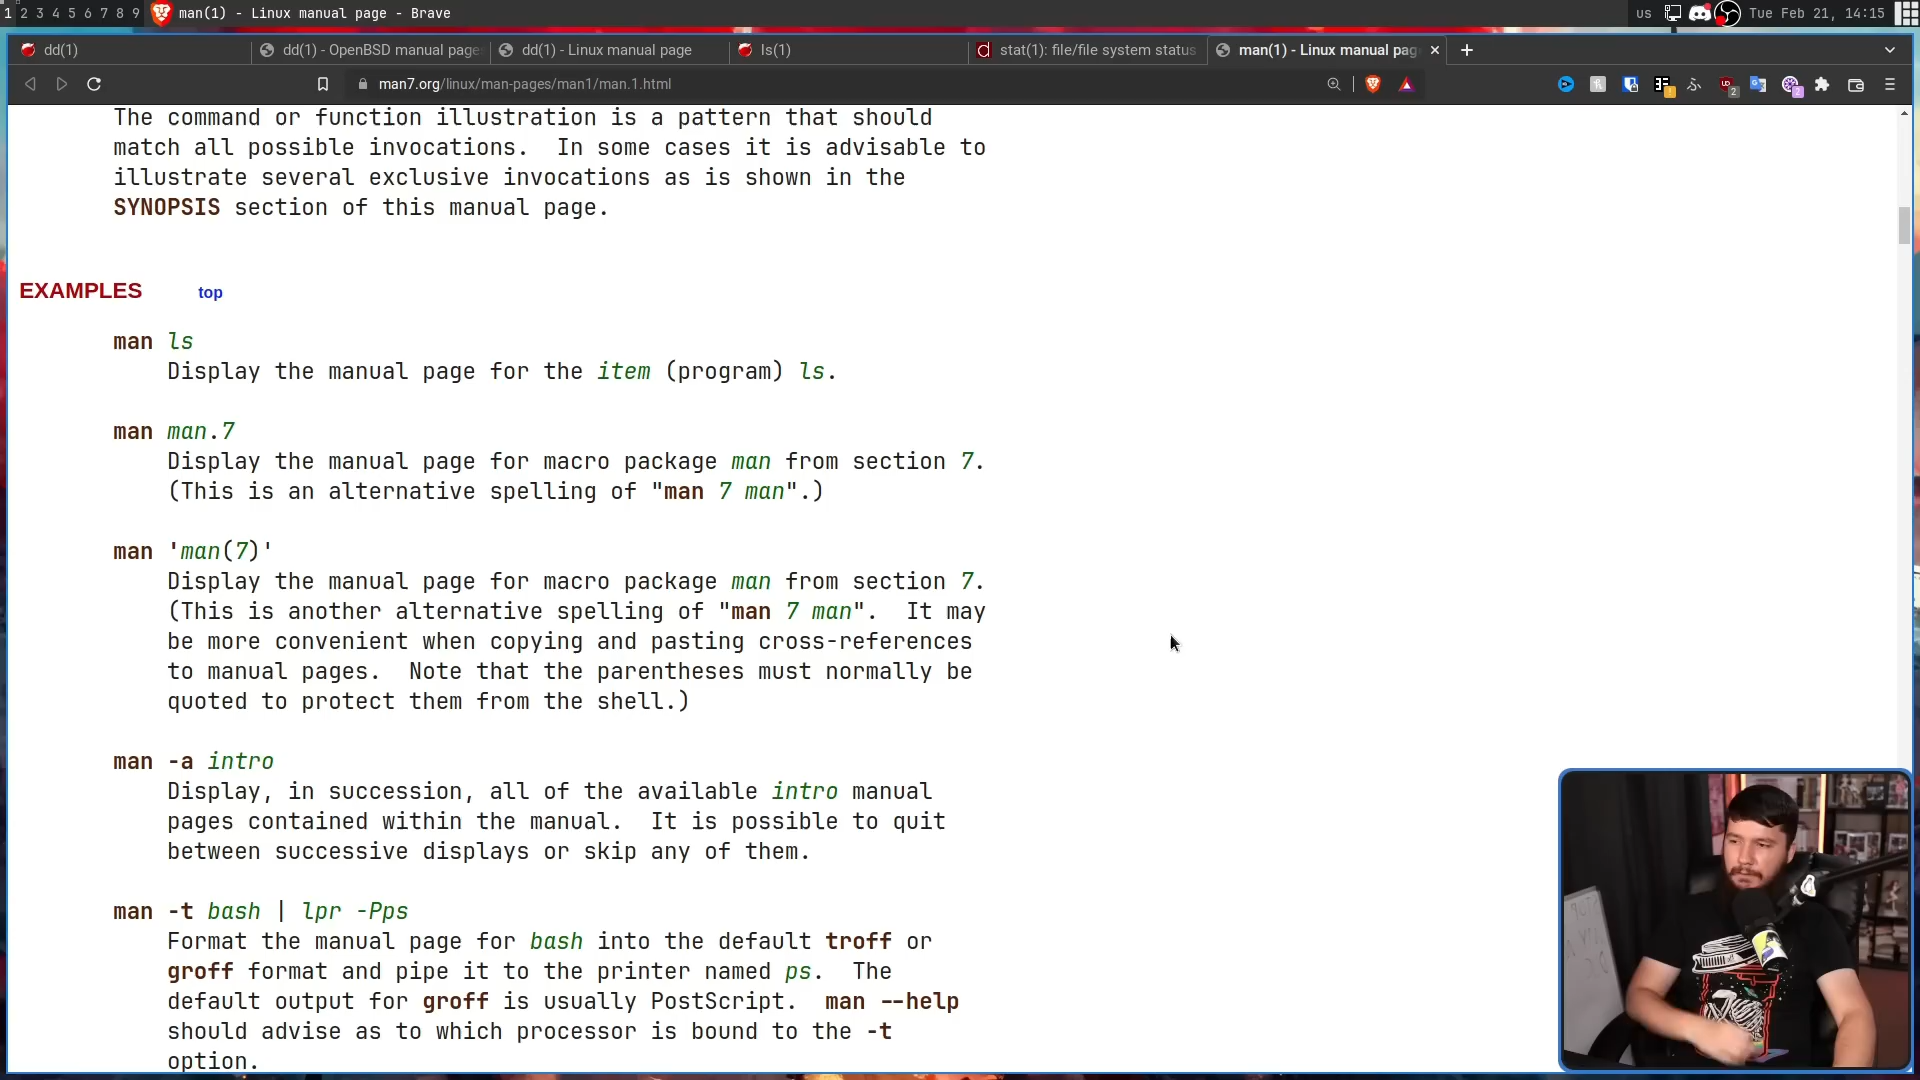 1 2 3 4 5 6 7 8 9 man(1) - Linux manual page - Brave us Tue Feb 21, 14:15
dd(1) dd(1) - OpenBSD manual page dd(1) - Linux manual page ls(1) stat(1): file/file system status man(1) - Linux manual pag
man7.org/linux/man-pages/man1/man.1.html
The command or function illustration is a pattern that should
match all possible invocations.  In some cases it is advisable to
illustrate several exclusive invocations as is shown in the
SYNOPSIS section of this manual page.
EXAMPLES top
man ls
Display the manual page for the item (program) ls.
man man.7
Display the manual page for macro package man from section 7.
(This is an alternative spelling of "man 7 man".)
man 'man(7)'
Display the manual page for macro package man from section 7.
(This is another alternative spelling of "man 7 man".  It may
be more convenient when copying and pasting cross-references
to manual pages.  Note that the parentheses must normally be
quoted to protect them from the shell.)
man -a intro
Display, in succession, all of the available intro manual
pages contained within the manual.  It is possible to quit
between successive displays or skip any of them.
man -t bash | lpr -Pps
Format the manual page for bash into the default troff or
groff format and pipe it to the printer named ps.  The
default output for groff is usually PostScript.  man --help
should advise as to which processor is bound to the -t
option.